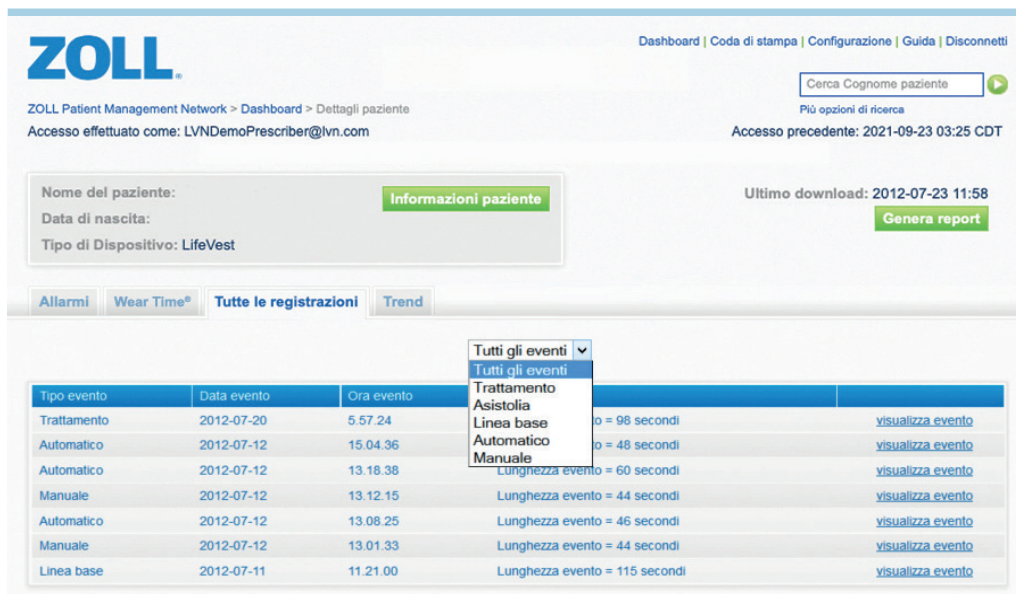 Dashboard | Coda di stampa | Configurazione | Guida | Disconnetti
ZOLL.
Cerca Cognome paziente
ZOLL Patient Management Network > Dashboard > Dettagli paziente
Più opzioni di ricerca
Accesso effettuato come: LVNDemoPrescriber@lvn.com
Accesso precedente: 2021-09-23 03:25 CDT
Nome del paziente:
Informazioni paziente
Ultimo download: 2012-07-23 11:58
Data di nascita:
Genera report
Tipo di Dispositivo: LifeVest
Allarmi Wear Time® Tutte le registrazioni Trend
Tutti gli eventi
Tutti gli eventi
Trattamento
Asistolia
Linea base
Automatico
Manuale
Tipo evento Data evento Ora evento
Trattamento 2012-07-20 5.57.24 = 98 secondi visualizza evento
Automatico 2012-07-12 15.04.36 = 48 secondi visualizza evento
Automatico 2012-07-12 13.18.38 Lunghezza evento = 60 secondi visualizza evento
Manuale 2012-07-12 13.12.15 Lunghezza evento = 44 secondi visualizza evento
Automatico 2012-07-12 13.08.25 Lunghezza evento = 46 secondi visualizza evento
Manuale 2012-07-12 13.01.33 Lunghezza evento = 44 secondi visualizza evento
Linea base 2012-07-11 11.21.00 Lunghezza evento = 115 secondi visualizza evento